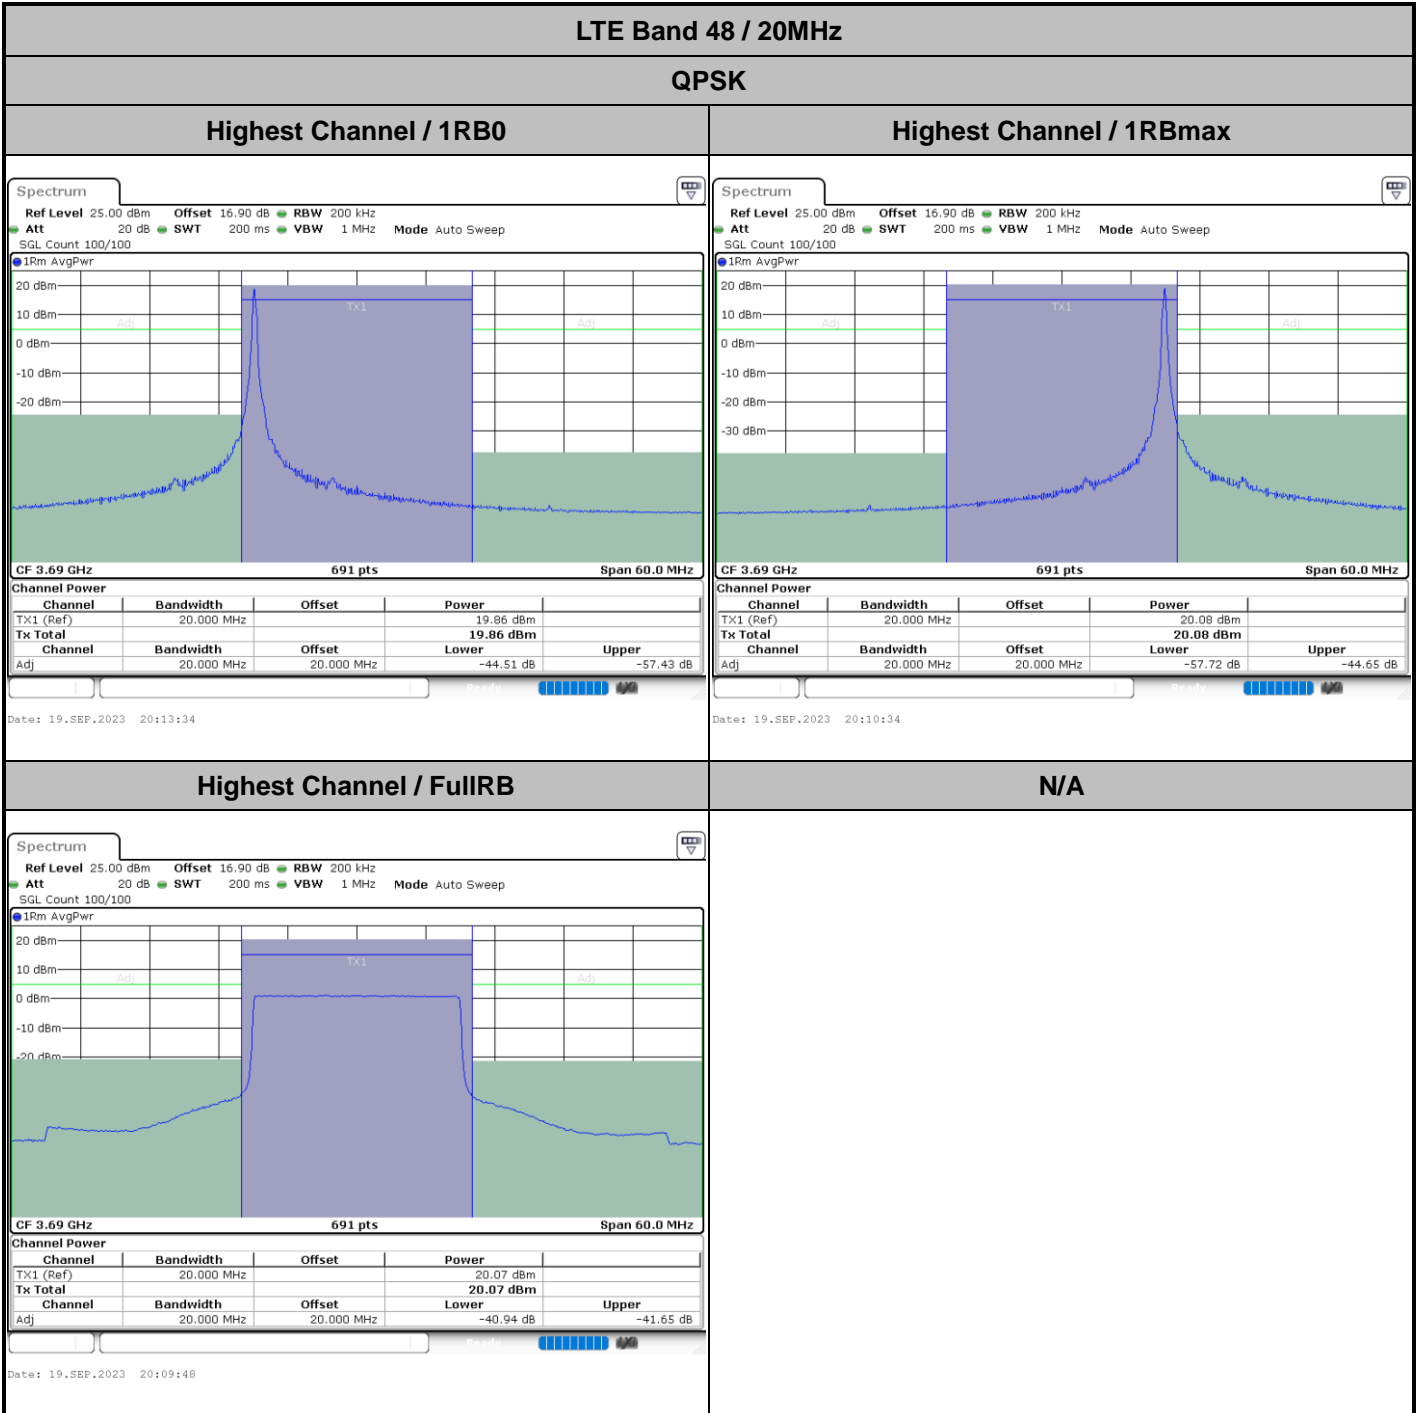 LTE Band 48 / 20MHz
QPSK
Highest Channel / 1RB0
Highest Channel / 1RBmax
Spectrum
Ref Level 25.00 dBm Offset 16.90 dB RBW 200 kHz
Att 20 dB SWT 200 ms VBW 1 MHz Mode Auto Sweep
SGL Count 100/100
1Rm AvgPwr
20 dBm
10 dBm
0 dBm
-10 dBm
-20 dBm
Adj
TX1
Adj
CF 3.69 GHz 691 pts Span 60.0 MHz
Channel Power
Channel Bandwidth Offset Power
TX1 (Ref) 20.000 MHz 19.86 dBm
Tx Total 19.86 dBm
Channel Bandwidth Offset Lower Upper
Adj 20.000 MHz 20.000 MHz -44.51 dB -57.43 dB
Ready
Date: 19.SEP.2023 20:13:34
Spectrum
Ref Level 25.00 dBm Offset 16.90 dB RBW 200 kHz
Att 20 dB SWT 200 ms VBW 1 MHz Mode Auto Sweep
SGL Count 100/100
1Rm AvgPwr
20 dBm
10 dBm
0 dBm
-10 dBm
-20 dBm
-30 dBm
Adj
TX1
Adj
CF 3.69 GHz 691 pts Span 60.0 MHz
Channel Power
Channel Bandwidth Offset Power
TX1 (Ref) 20.000 MHz 20.08 dBm
Tx Total 20.08 dBm
Channel Bandwidth Offset Lower Upper
Adj 20.000 MHz 20.000 MHz -57.72 dB -44.65 dB
Ready
Date: 19.SEP.2023 20:10:34
Highest Channel / FullRB
N/A
Spectrum
Ref Level 25.00 dBm Offset 16.90 dB RBW 200 kHz
Att 20 dB SWT 200 ms VBW 1 MHz Mode Auto Sweep
SGL Count 100/100
1Rm AvgPwr
20 dBm
10 dBm
0 dBm
-10 dBm
-20 dBm
Adj
TX1
Adj
CF 3.69 GHz 691 pts Span 60.0 MHz
Channel Power
Channel Bandwidth Offset Power
TX1 (Ref) 20.000 MHz 20.07 dBm
Tx Total 20.07 dBm
Channel Bandwidth Offset Lower Upper
Adj 20.000 MHz 20.000 MHz -40.94 dB -41.65 dB
Ready
Date: 19.SEP.2023 20:09:48